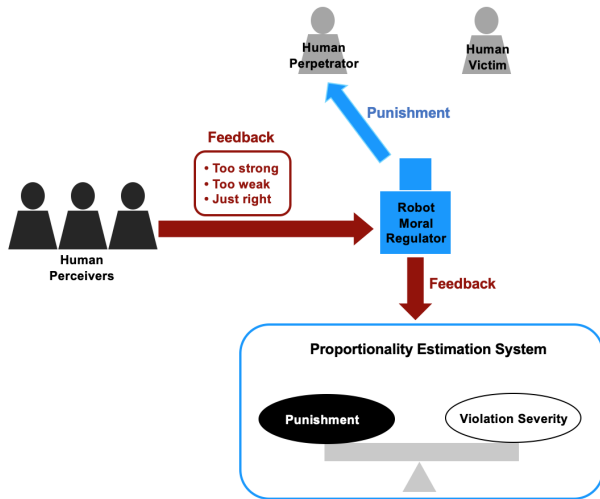 Human
Perpetrator
Human
Victim
Punishment
Feedback
• Too strong
• Too weak
• Just right
Robot
Moral
Regulator
Human
Perceivers
Feedback
Proportionality Estimation System
Punishment
Violation Severity